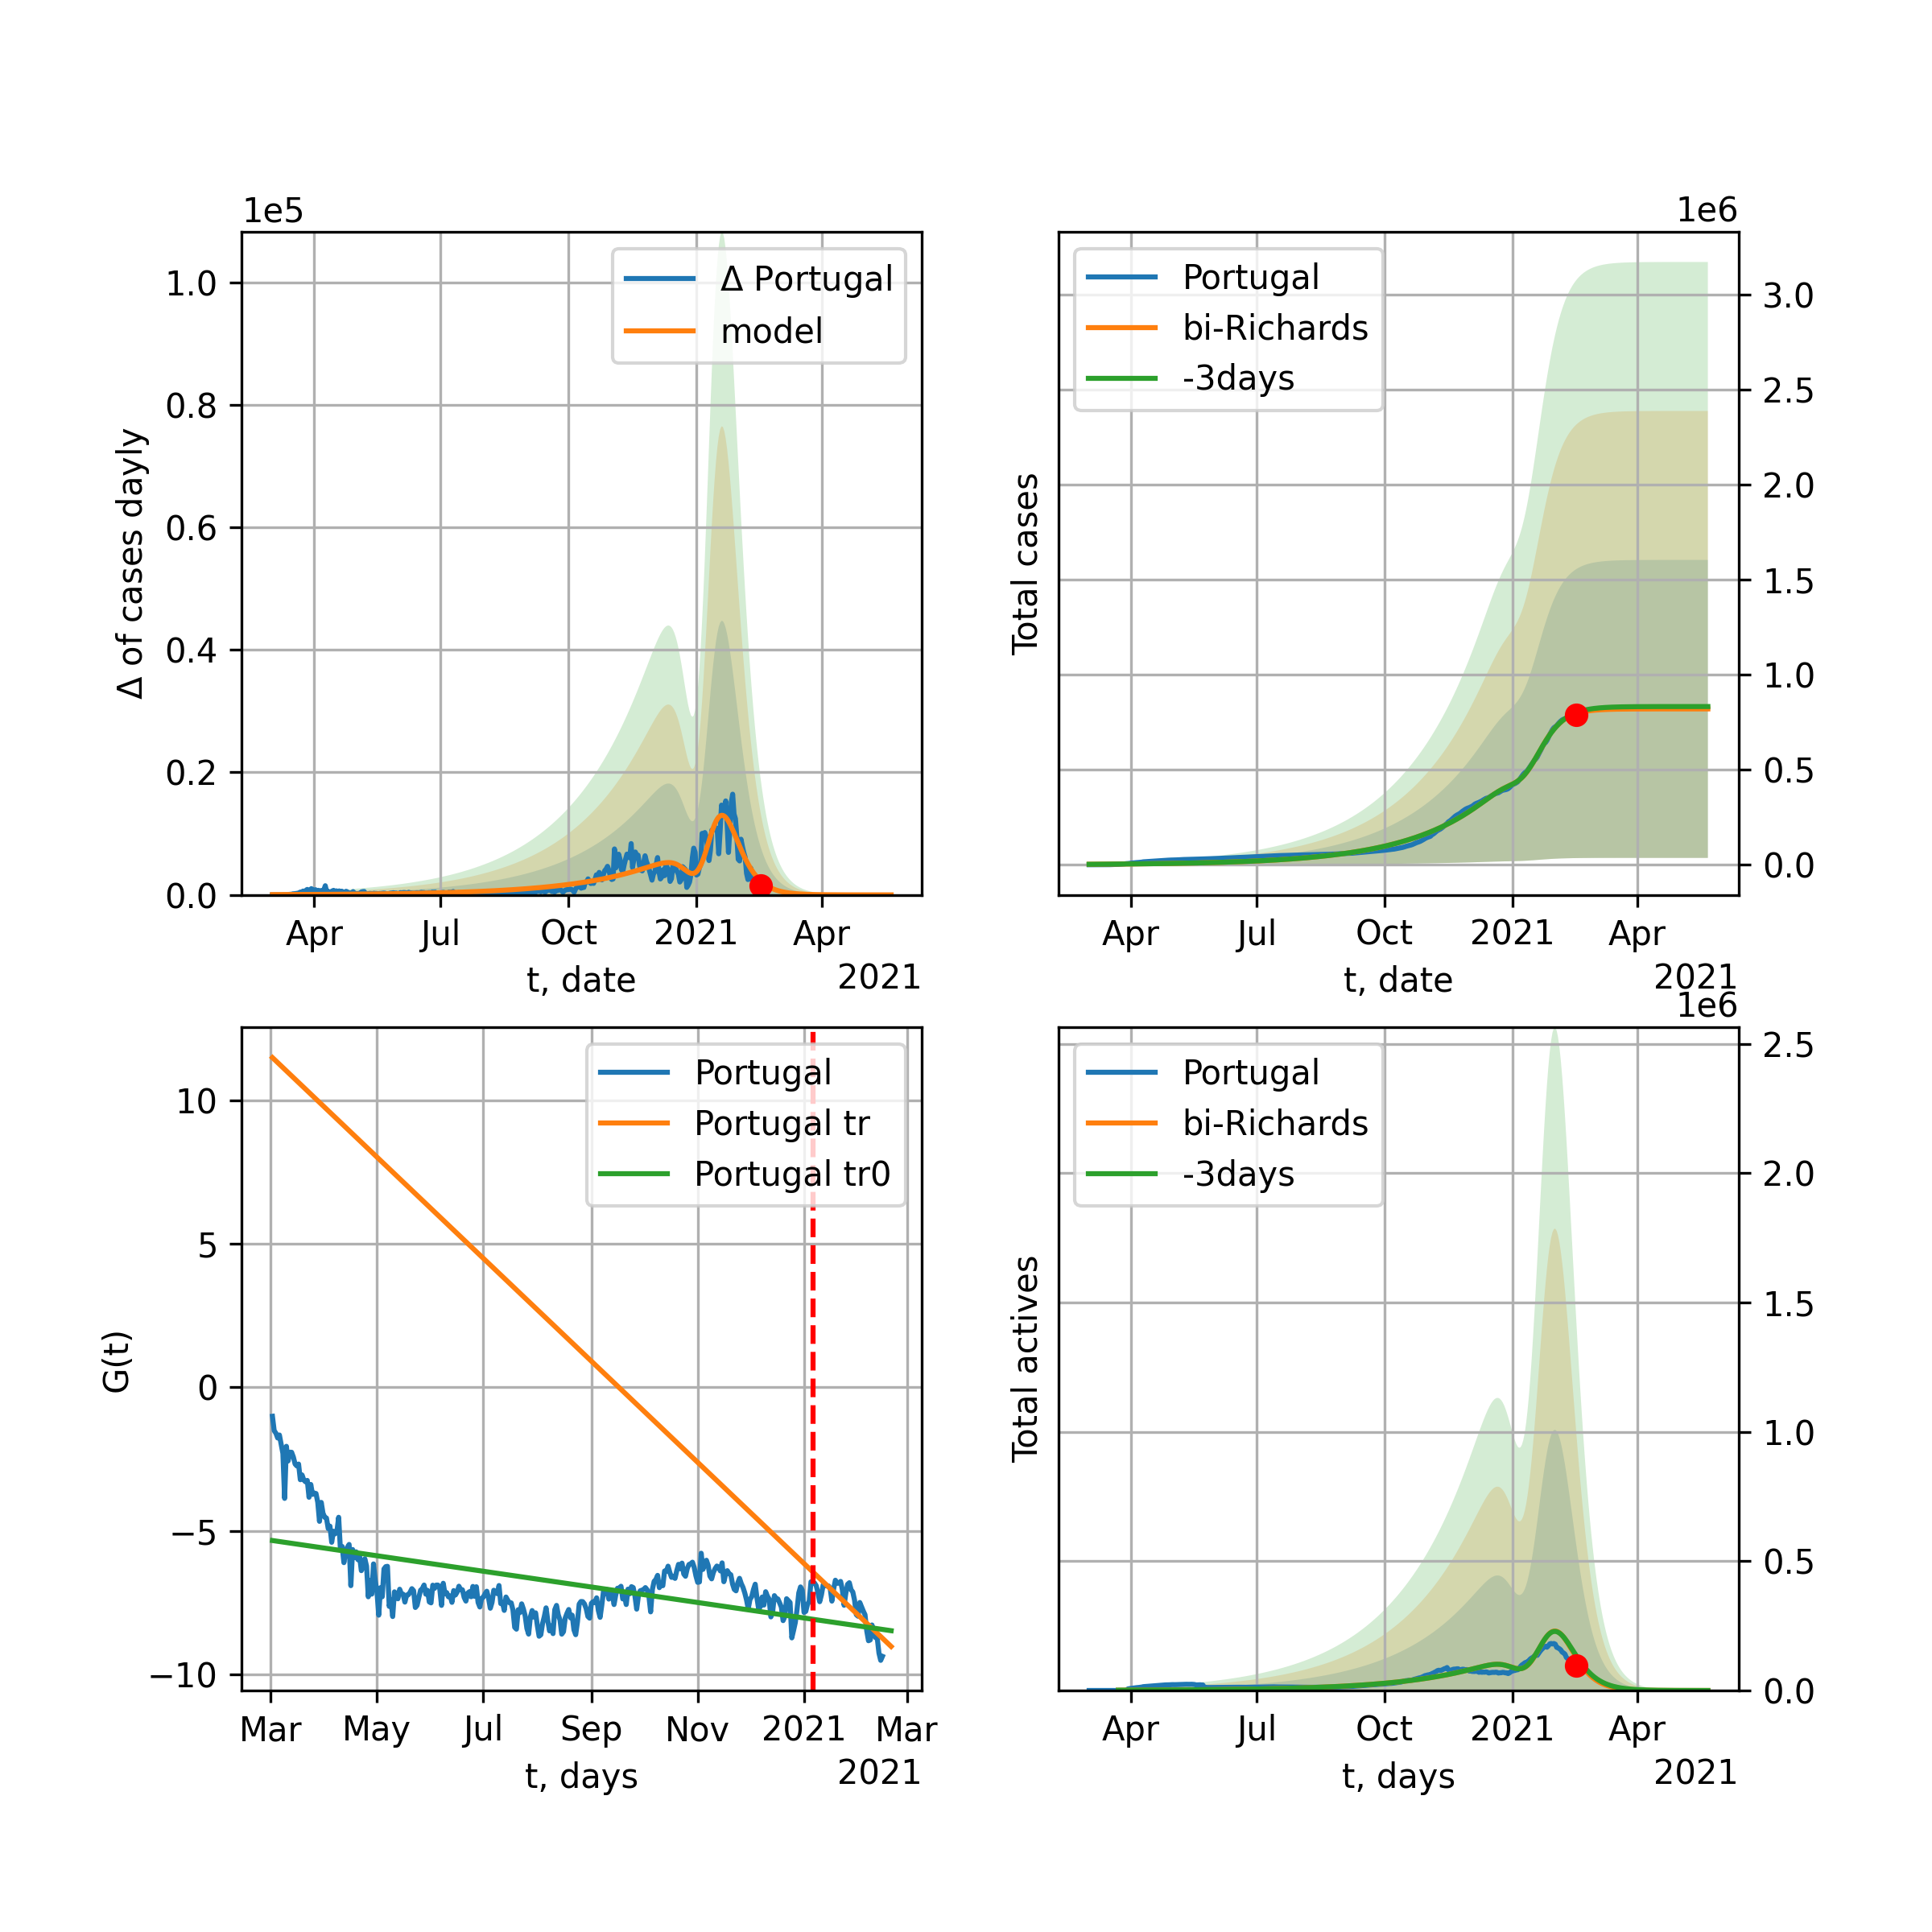 1e5
Δ of cases dayly
1.0
0.8
0.6
0.4
0.2
0.0
Δ Portugal
model
Apr Jul Oct 2021 Apr
t, date
2021
1e6
Total cases
Portugal
bi-Richards
-3days
3.0
2.5
2.0
1.5
1.0
0.5
0.0
Apr Jul Oct 2021 Apr
t, date
2021
G(t)
10
5
0
−5
−10
Portugal
Portugal tr
Portugal tr0
Mar May Jul Sep Nov 2021 Mar
t, days
2021
1e6
Total actives
Portugal
bi-Richards
-3days
2.5
2.0
1.5
1.0
0.5
0.0
Apr Jul Oct 2021 Apr
t, days
2021